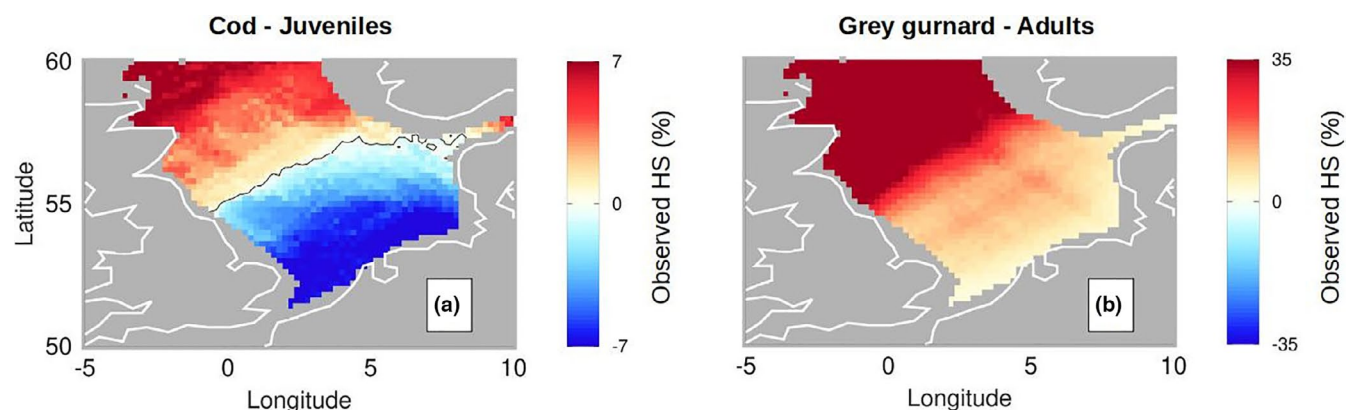 Cod - Juveniles
60
55
50
Latitude
-5
0
5
10
Longitude
7
0
-7
Observed HS (%)
(a)
Grey gurnard - Adults
-5
0
5
10
Longitude
35
0
-35
Observed HS (%)
(b)